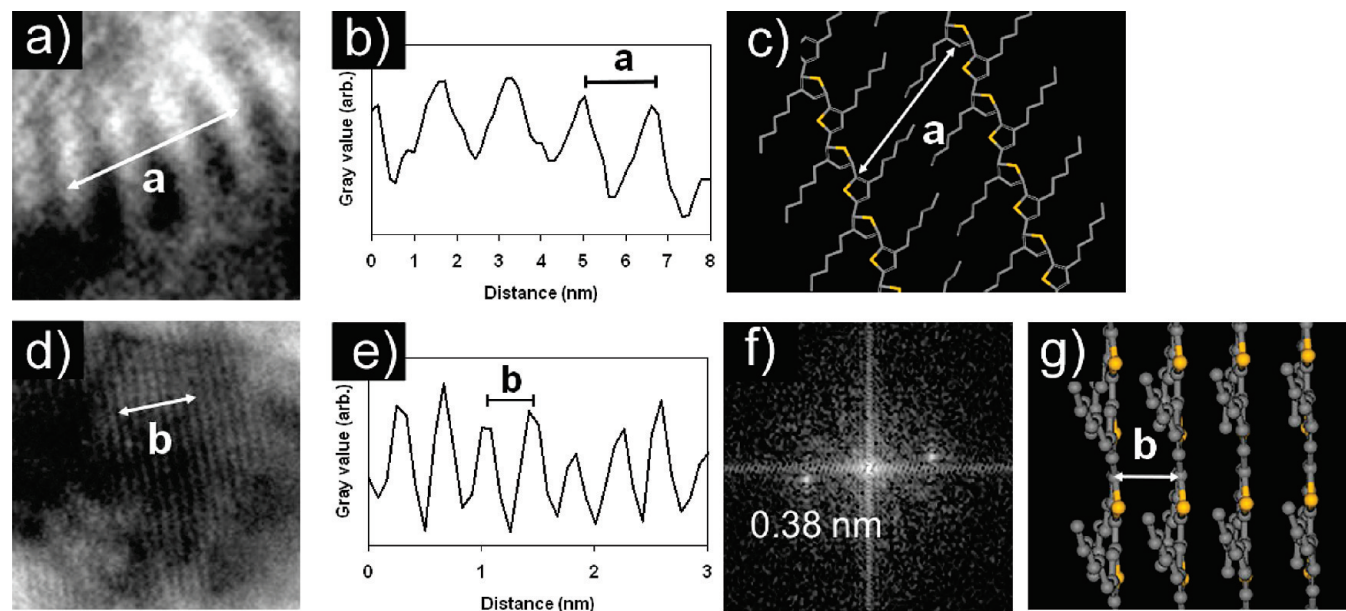 a)
a
b)
a
Gray value (arb.)
0 1 2 3 4 5 6 7 8
Distance (nm)
c)
a
d)
b
e)
b
Gray value (arb.)
0 1 2 3
Distance (nm)
f)
0.38 nm
g)
b